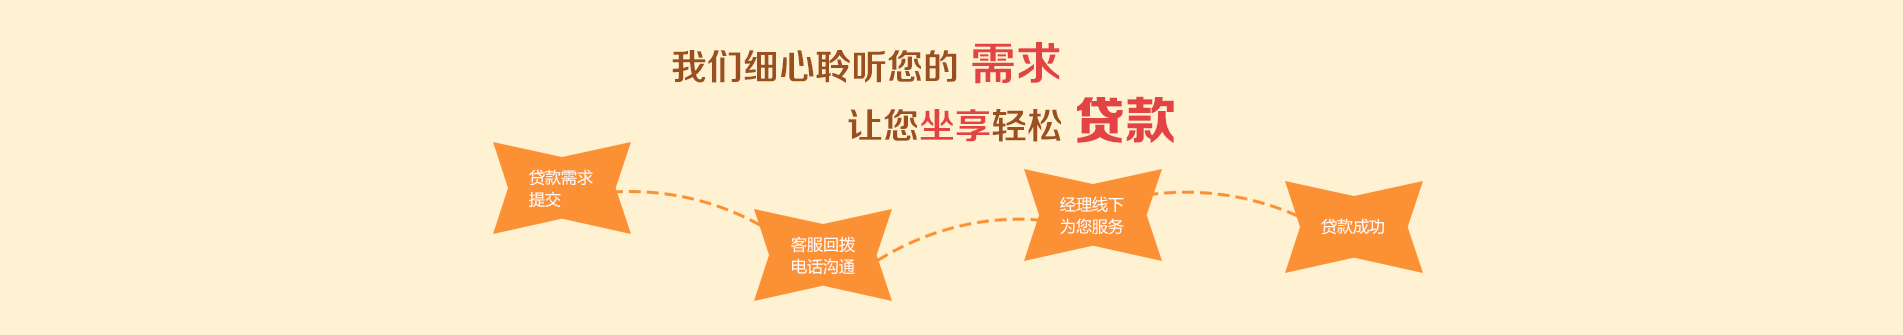 我们细心聆听您的 需求
让您坐享轻松 贷款
贷款需求
提交
客服回拨
电话沟通
经理线下
为您服务
贷款成功